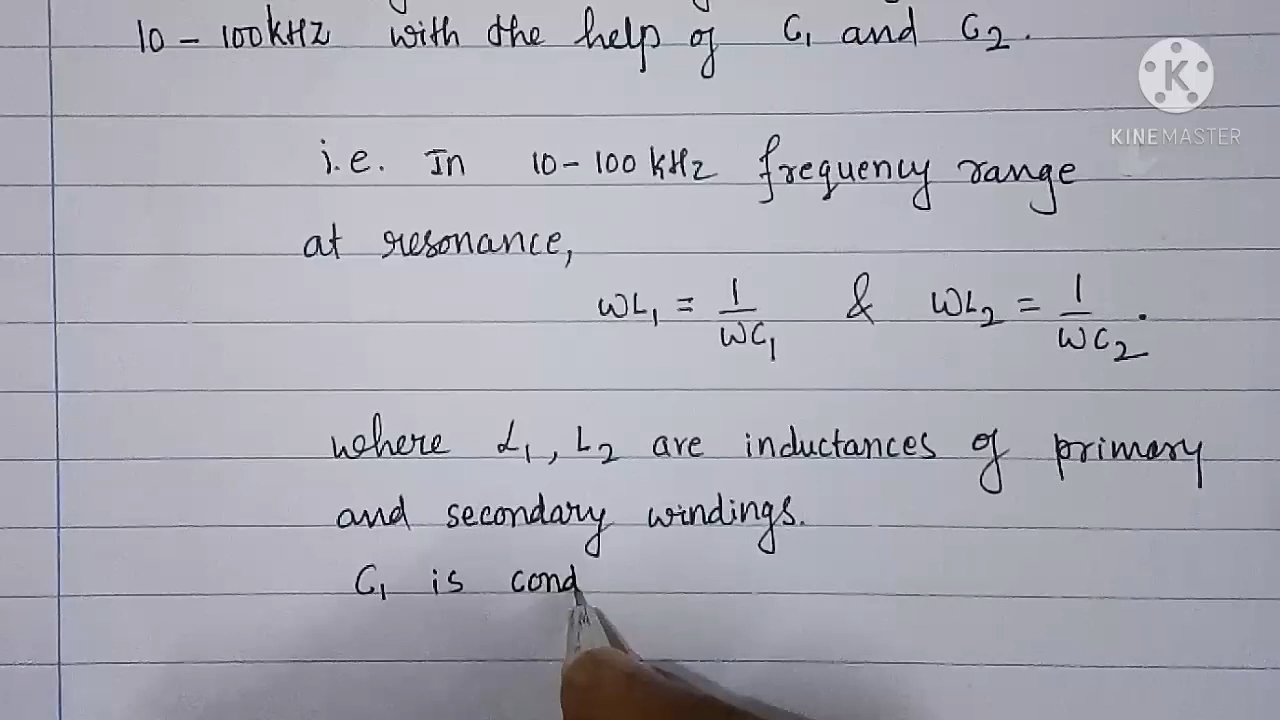 10 - 100kHz with the help of C₁ and C₂.
K
KINEMASTER
i.e. In 10-100 kHz frequency range
at resonance,
ωL₁ = 1/ωC₁ & ωL₂ = 1/ωC₂.
where L₁, L₂ are inductances of primary
and secondary windings.
C₁ is cond